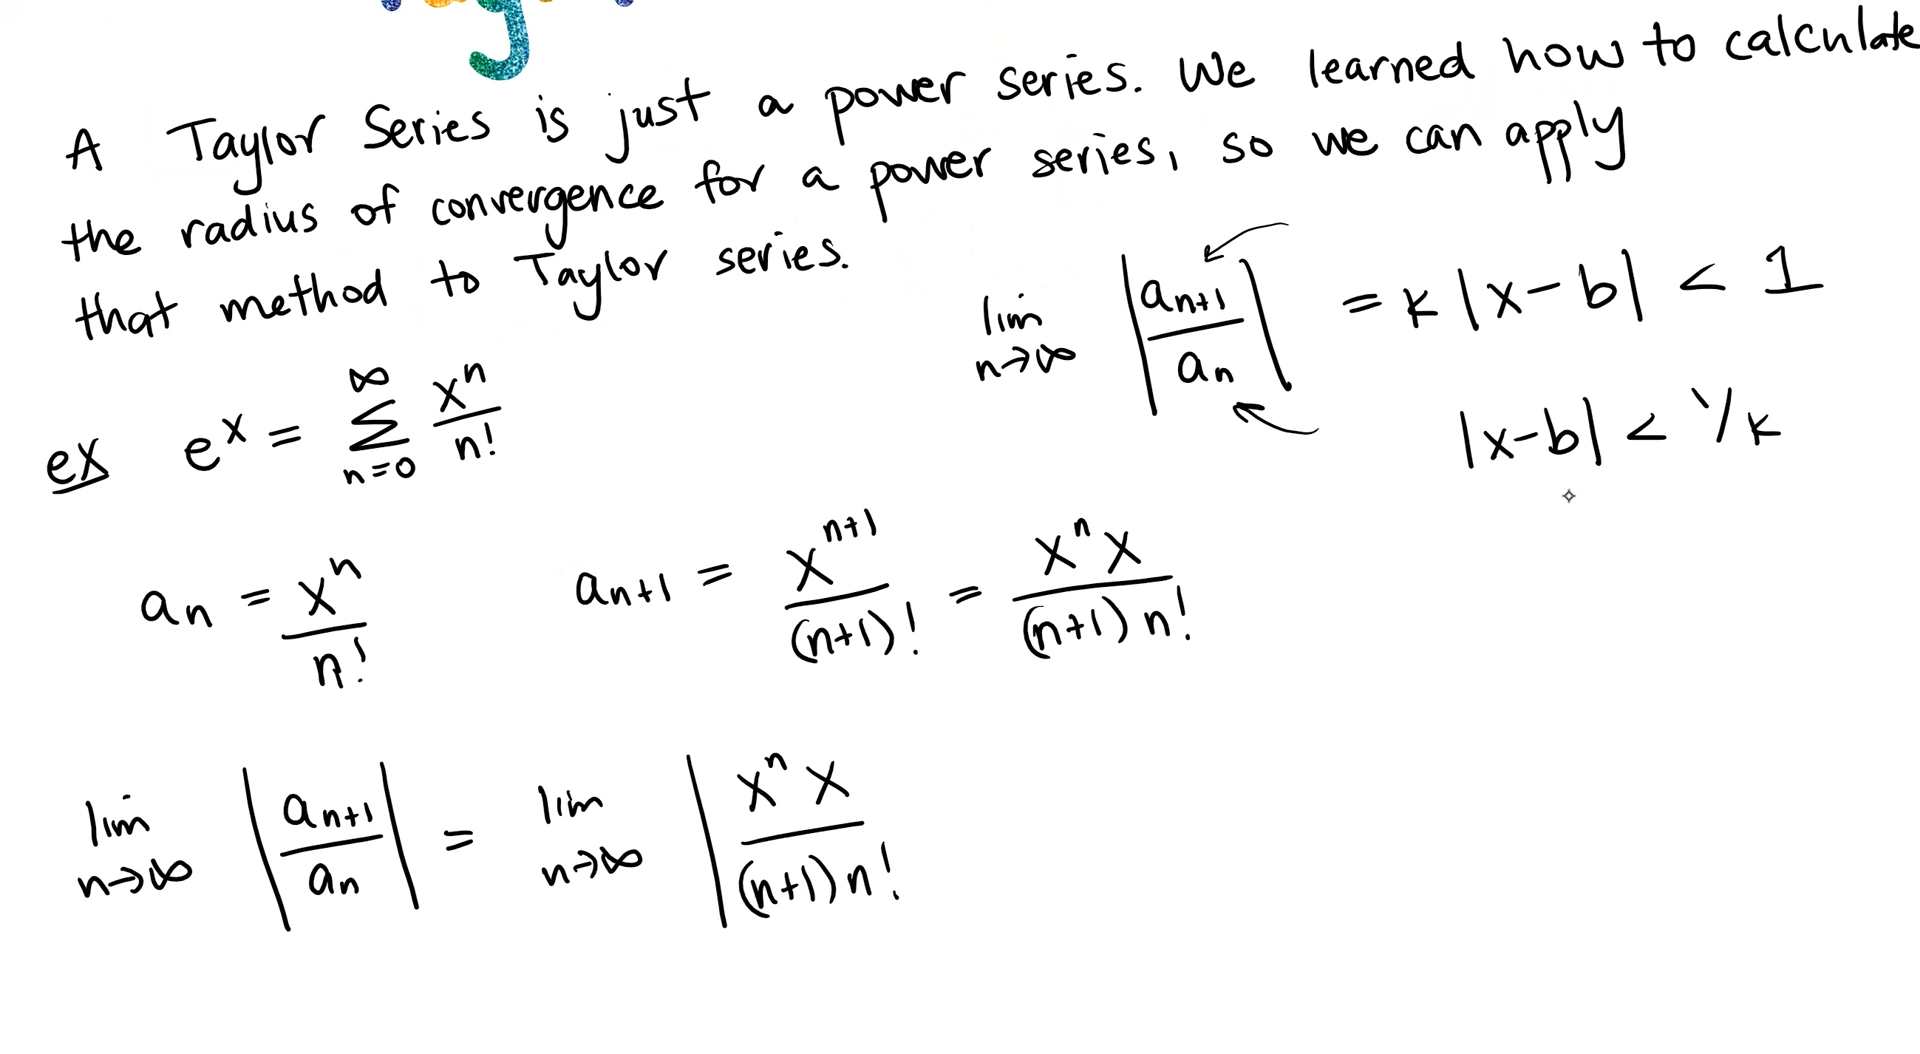 A Taylor Series is just a power series. We learned how to calculate
the radius of convergence for a power series, so we can apply
that method to Taylor series.
lim n→∞ |a_{n+1}/a_n| = k |x-b| < 1
|x-b| < 1/k
ex e^x = ∑_{n=0}^{∞} x^n/n!
a_n = x^n/n! a_{n+1} = x^{n+1}/(n+1)! = x^n x/(n+1) n!
lim n→∞ |a_{n+1}/a_n| = lim n→∞ | x^n x/(n+1) n!